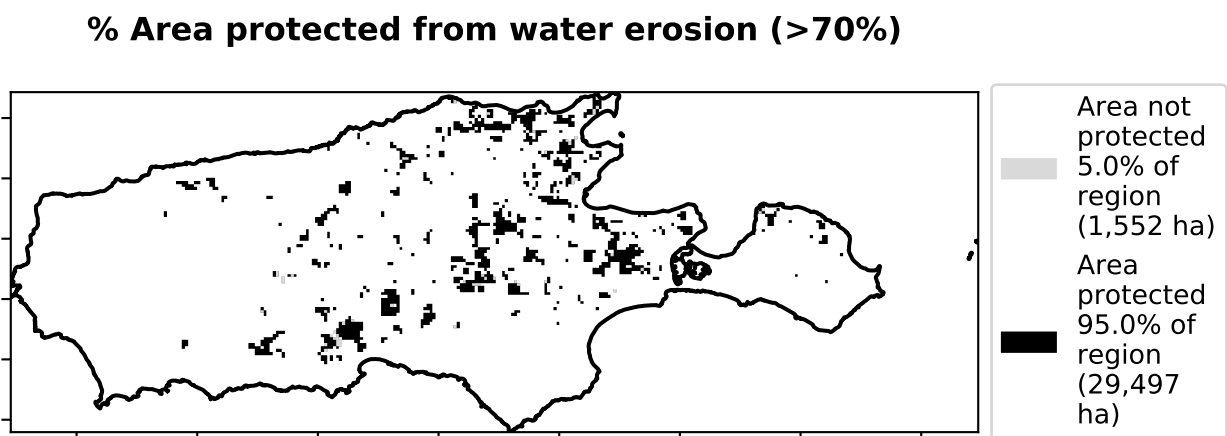 % Area protected from water erosion (>70%)
Area not
protected
5.0% of
region
(1,552 ha)
Area
protected
95.0% of
region
(29,497
ha)